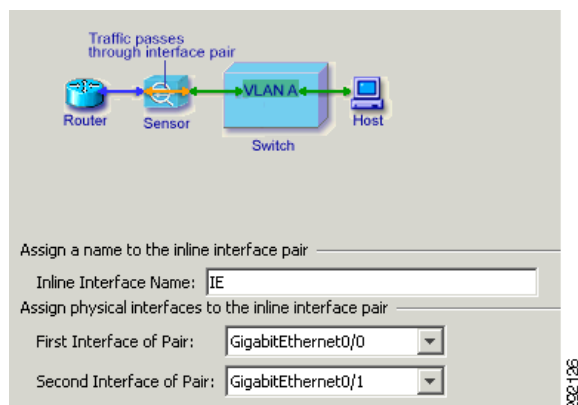 Traffic passes
through interface pair
VLAN A
Router
Sensor
Host
Switch
Assign a name to the inline interface pair
Inline Interface Name: IE
Assign physical interfaces to the inline interface pair
First Interface of Pair: GigabitEthernet0/0
Second Interface of Pair: GigabitEthernet0/1